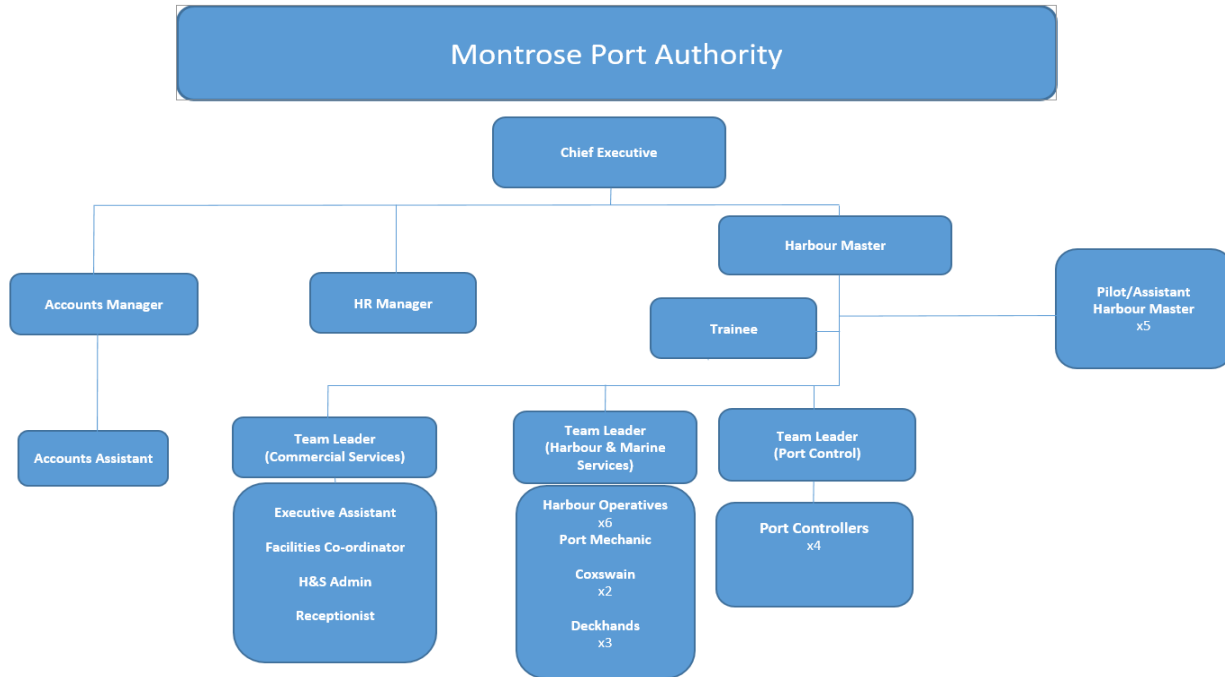 Montrose Port Authority
Chief Executive
Harbour Master
Accounts Manager
HR Manager
Trainee
Pilot/Assistant
Harbour Master
x5
Accounts Assistant
Team Leader
(Commercial Services)
Executive Assistant
Facilities Co-ordinator
H&S Admin
Receptionist
Team Leader
(Harbour & Marine
Services)
Harbour Operatives
x6
Port Mechanic
Coxswain
x2
Deckhands
x3
Team Leader
(Port Control)
Port Controllers
x4